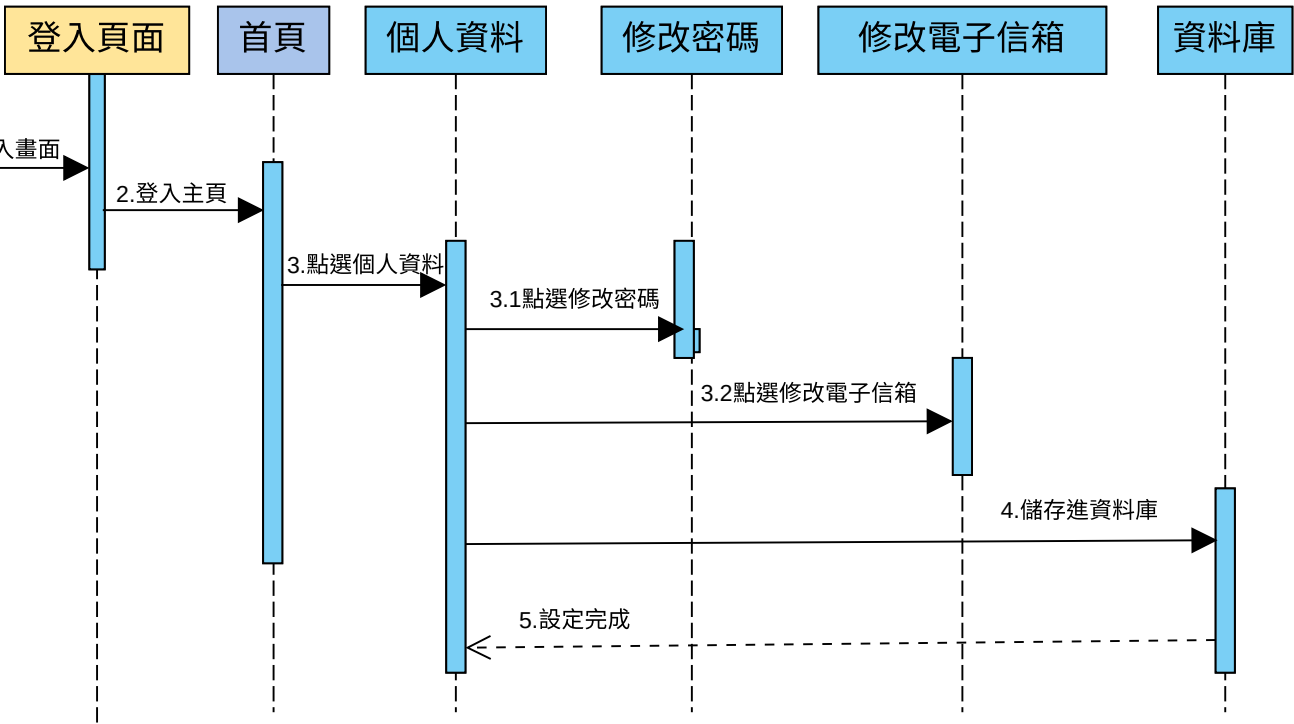 登入頁面
首頁
個人資料
修改密碼
修改電子信箱
資料庫
入畫面
2.登入主頁
3.點選個人資料
3.1點選修改密碼
3.2點選修改電子信箱
4.儲存進資料庫
5.設定完成